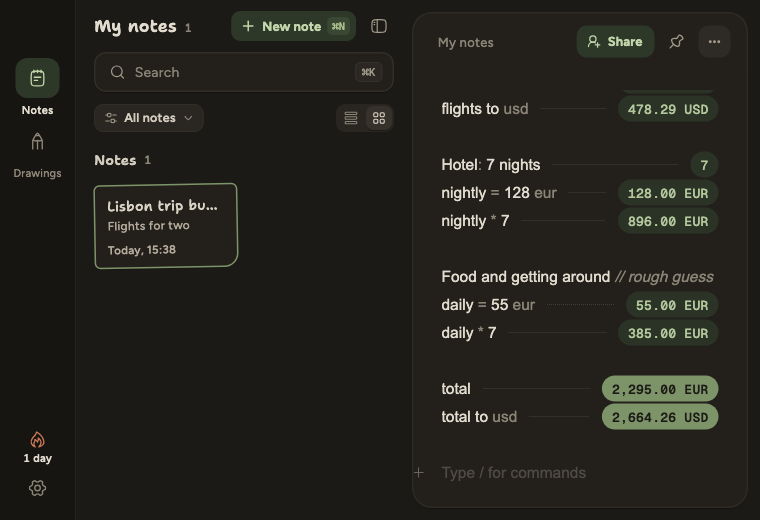 Notes
Drawings
1 day
My notes 1
New note ⌘N
Search ⌘K
All notes
Notes 1
Lisbon trip bu...
Flights for two
Today, 15:38
My notes
Share
flights to usd 478.29 USD
Hotel: 7 nights 7
nightly = 128 eur 128.00 EUR
nightly * 7 896.00 EUR
Food and getting around // rough guess
daily = 55 eur 55.00 EUR
daily * 7 385.00 EUR
total 2,295.00 EUR
total to usd 2,664.26 USD
+ Type / for commands